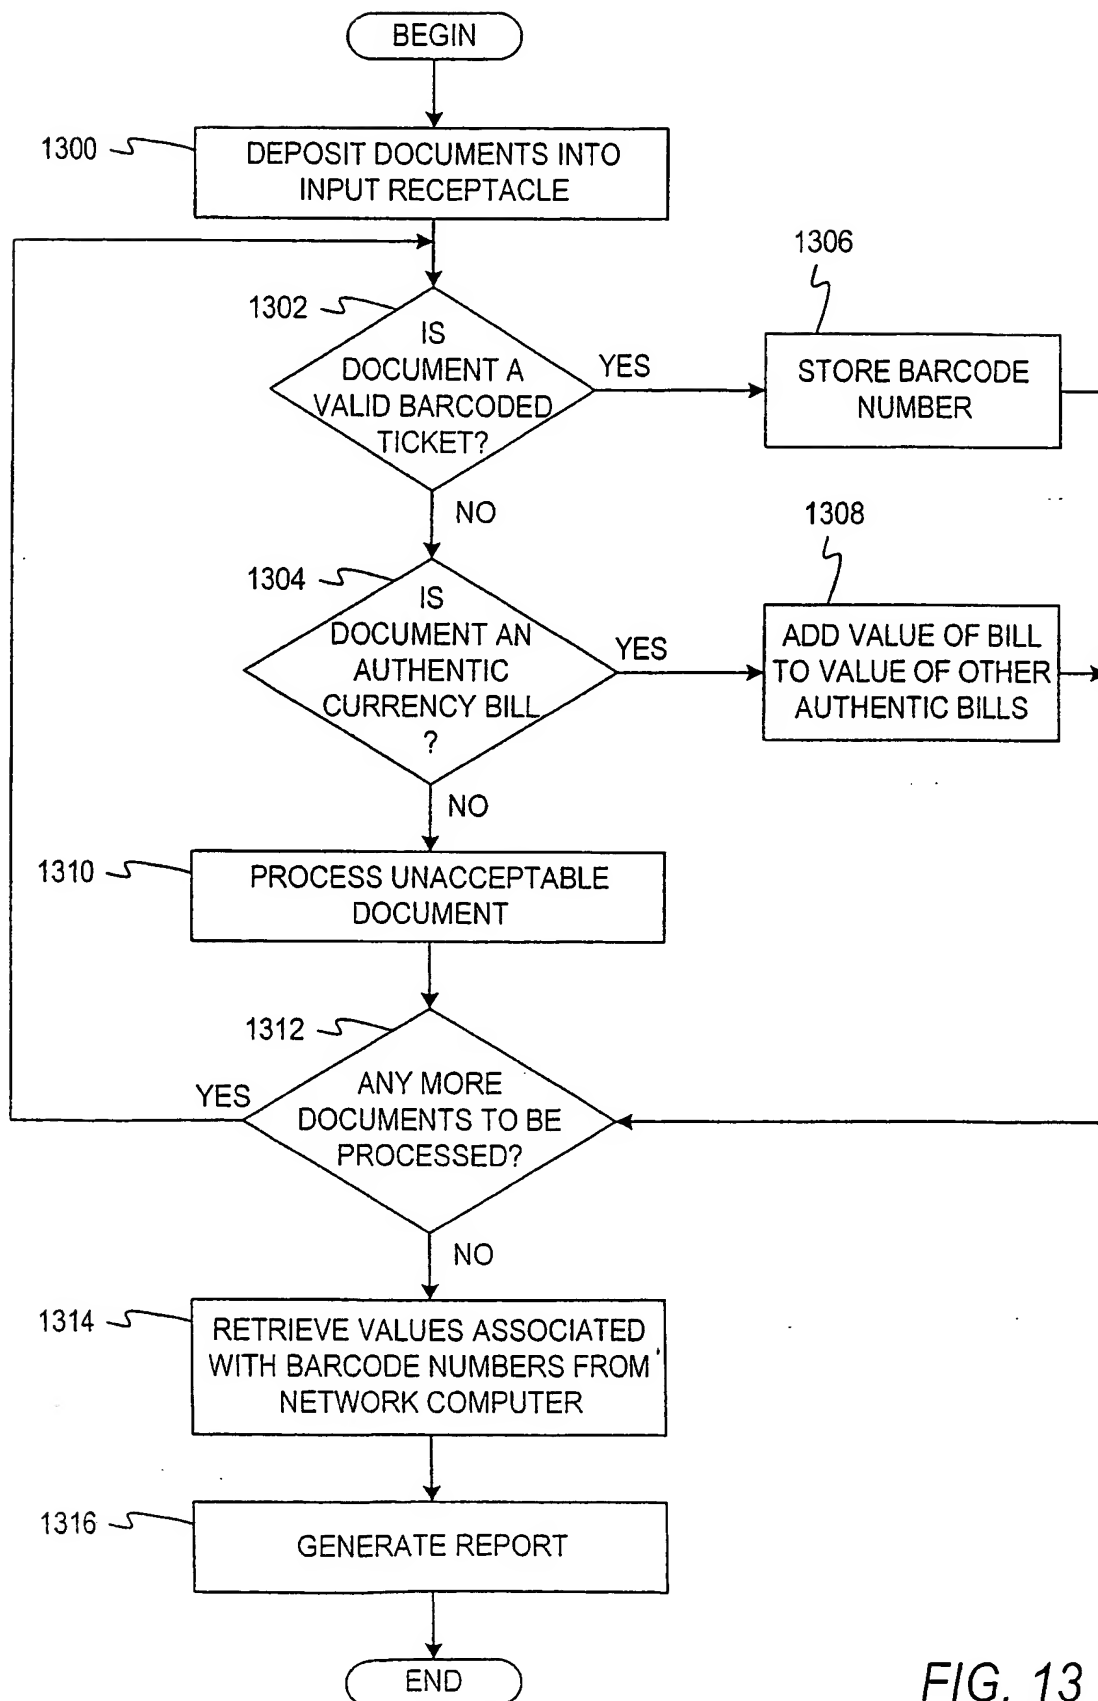 BEGIN
1300
DEPOSIT DOCUMENTS INTO
INPUT RECEPTACLE
1302
IS
DOCUMENT A
VALID BARCODED
TICKET?
YES
1306
STORE BARCODE
NUMBER
NO
1304
IS
DOCUMENT AN
AUTHENTIC
CURRENCY BILL
?
YES
1308
ADD VALUE OF BILL
TO VALUE OF OTHER
AUTHENTIC BILLS
NO
1310
PROCESS UNACCEPTABLE
DOCUMENT
1312
YES
ANY MORE
DOCUMENTS TO BE
PROCESSED?
NO
1314
RETRIEVE VALUES ASSOCIATED
WITH BARCODE NUMBERS FROM
NETWORK COMPUTER
1316
GENERATE REPORT
END
FIG. 13